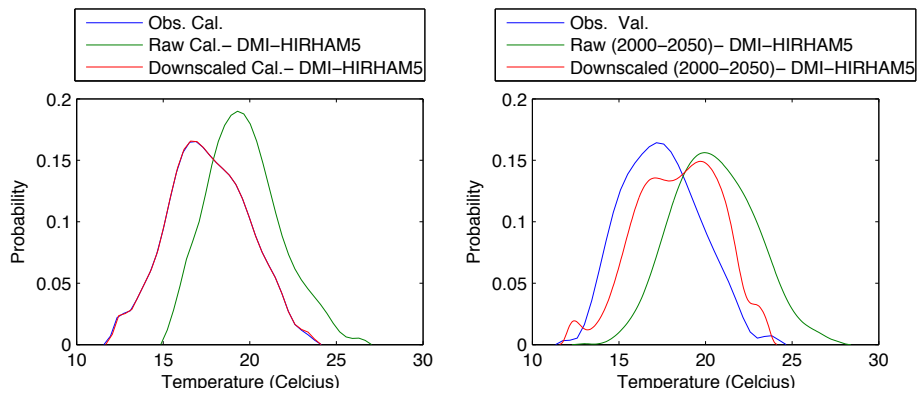 Obs. Cal.
Raw Cal.– DMI–HIRHAM5
Downscaled Cal.– DMI–HIRHAM5
0.2
0.15
0.1
0.05
0
10
15
20
25
30
Probability
Temperature (Celcius)
Obs. Val.
Raw (2000–2050)– DMI–HIRHAM5
Downscaled (2000–2050)– DMI–HIRHAM5
0.2
0.15
0.1
0.05
0
10
15
20
25
30
Probability
Temperature (Celcius)